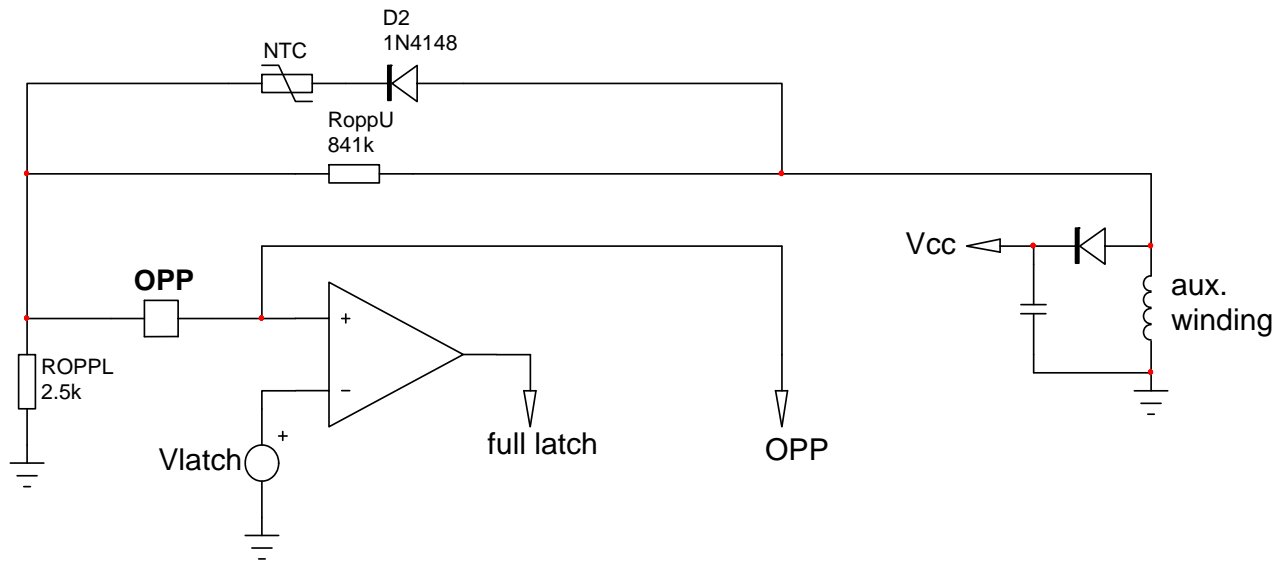 D2
1N4148
NTC
RoppU
841k
Vcc
OPP
aux.
winding
+
ROPPL
2.5k
−
+
Vlatch
full latch
OPP